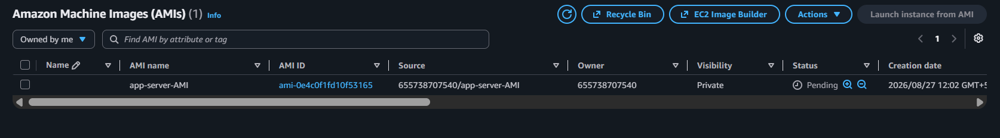 Amazon Machine Images (AMIs) (1) Info
Recycle Bin
EC2 Image Builder
Actions
Launch instance from AMI
Owned by me
Find AMI by attribute or tag
1
Name AMI name AMI ID Source Owner Visibility Status Creation date
app-server-AMI ami-0e4c0f1fd10f53165 655738707540/app-server-AMI 655738707540 Private Pending 2026/08/27 12:02 GMT+5